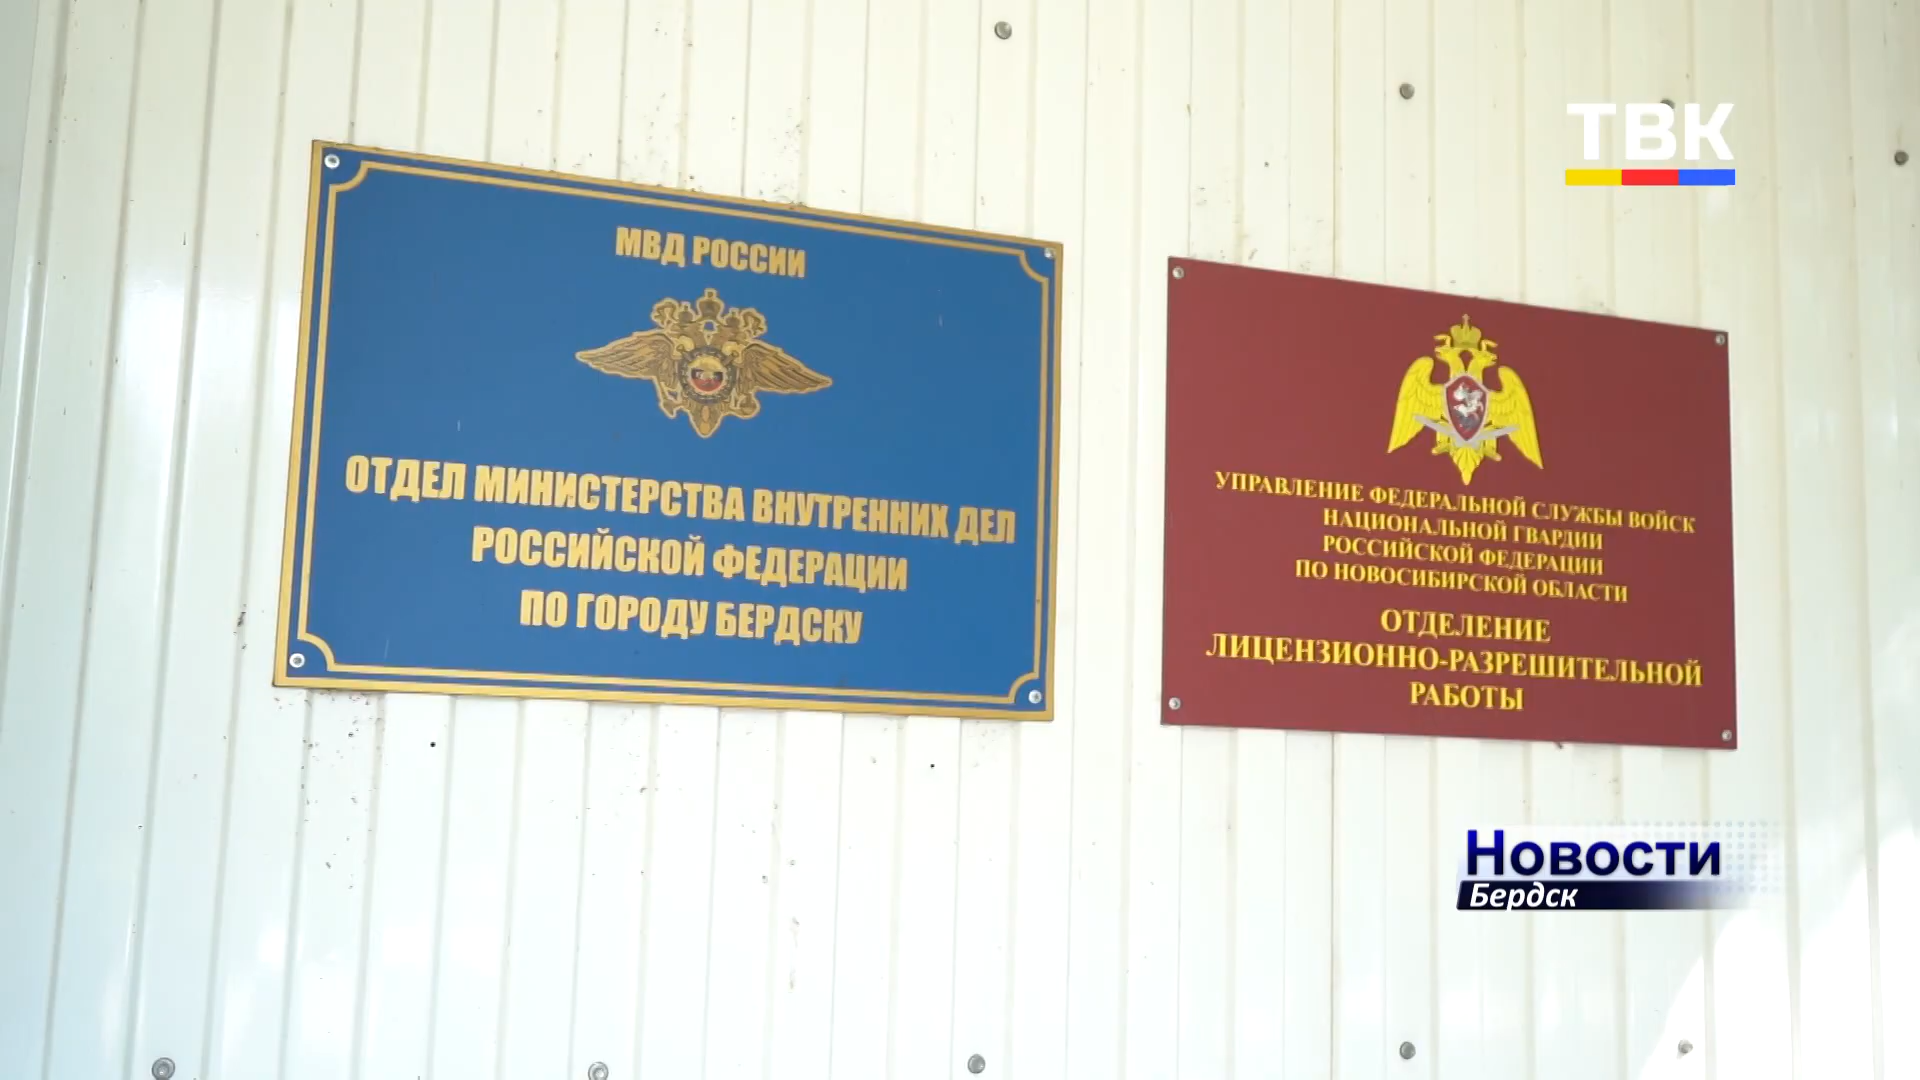 ТВК
МВД РОССИИ
ОТДЕЛ МИНИСТЕРСТВА ВНУТРЕННИХ ДЕЛ
РОССИЙСКОЙ ФЕДЕРАЦИИ
ПО ГОРОДУ БЕРДСКУ
УПРАВЛЕНИЕ ФЕДЕРАЛЬНОЙ СЛУЖБЫ ВОЙСК
НАЦИОНАЛЬНОЙ ГВАРДИИ
РОССИЙСКОЙ ФЕДЕРАЦИИ
ПО НОВОСИБИРСКОЙ ОБЛАСТИ
ОТДЕЛЕНИЕ
ЛИЦЕНЗИОННО-РАЗРЕШИТЕЛЬНОЙ
РАБОТЫ
Новости
Бердск